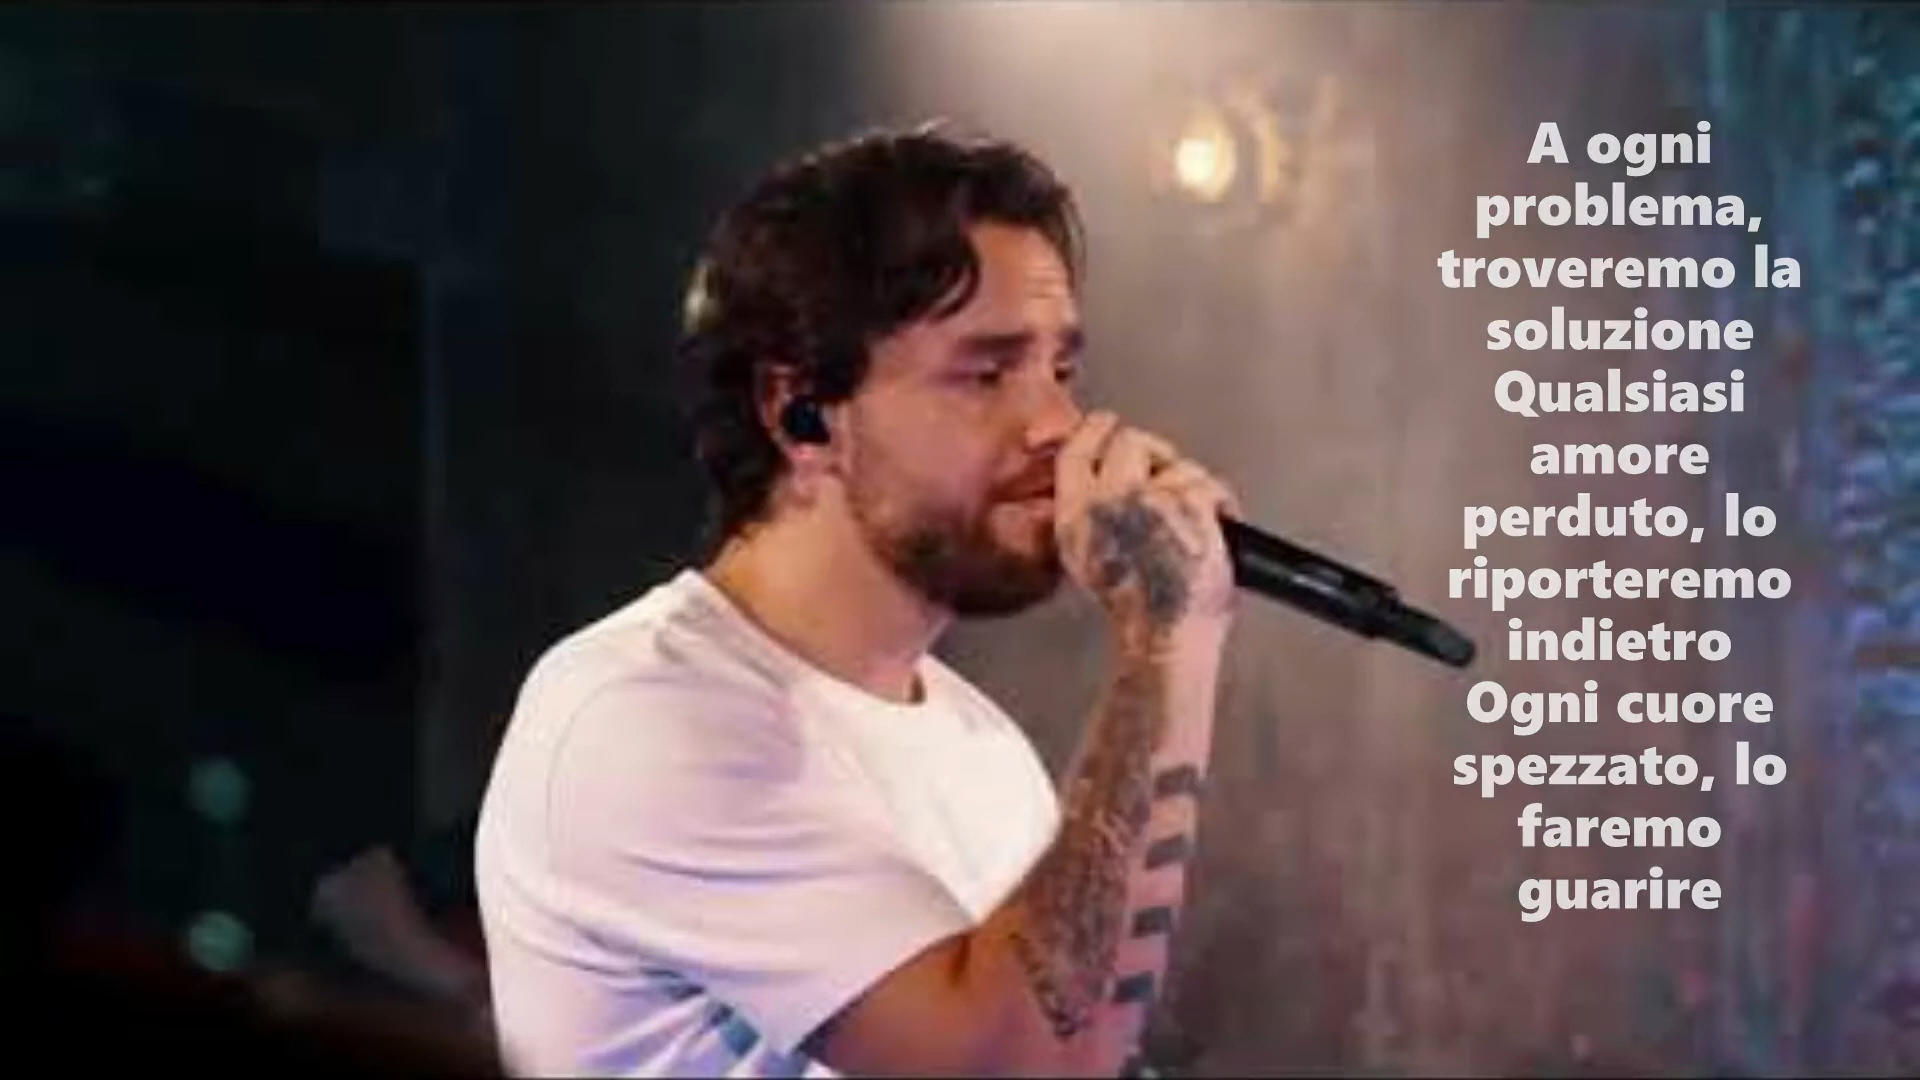 A ogni
problema,
troveremo la
soluzione
Qualsiasi
amore
perduto, lo
riporteremo
indietro
Ogni cuore
spezzato, lo
faremo
guarire